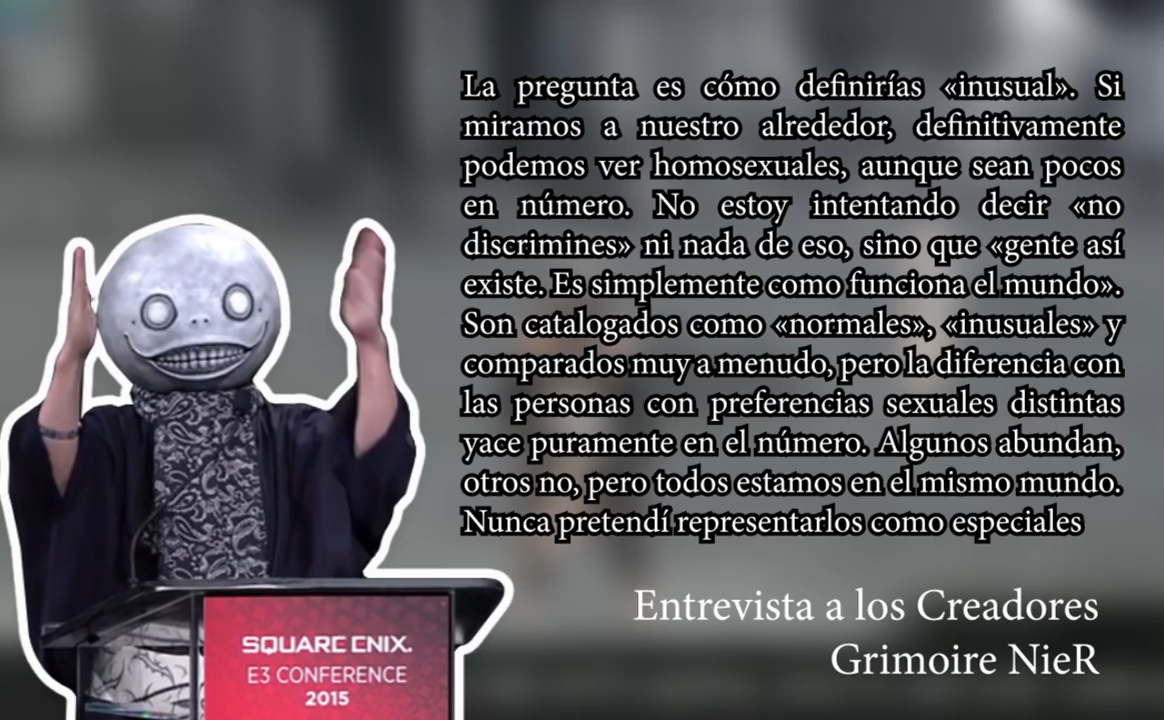 La pregunta es cómo definirías «inusual». Si
miramos a nuestro alrededor, definitivamente
podemos ver homosexuales, aunque sean pocos
en número. No estoy intentando decir «no
discrimines» ni nada de eso, sino que «gente así
existe. Es simplemente como funciona el mundo».
Son catalogados como «normales», «inusuales» y
comparados muy a menudo, pero la diferencia con
las personas con preferencias sexuales distintas
yace puramente en el número. Algunos abundan,
otros no, pero todos estamos en el mismo mundo.
Nunca pretendí representarlos como especiales
Entrevista a los Creadores
Grimoire NieR
SQUARE ENIX.
E3 CONFERENCE
2015